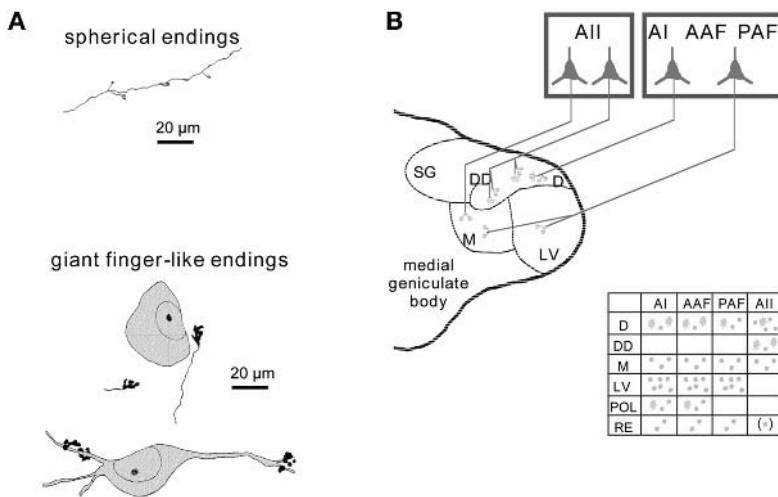 A
spherical endings
20 µm
giant finger-like endings
20 µm
B
AII
AI AAF PAF
SG
DD
D
M
LV
medial
geniculate
body
AI AAF PAF AII
D
DD
M
LV
POL
RE